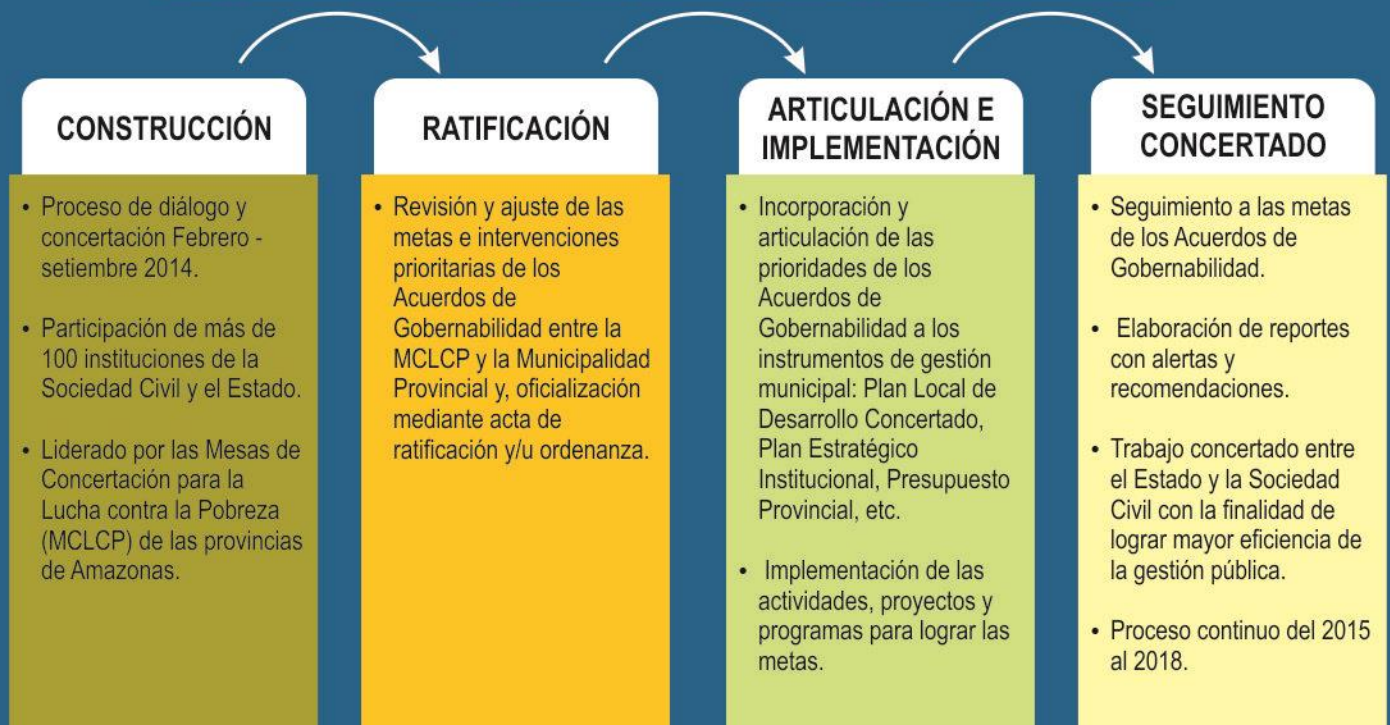 CONSTRUCCIÓN
• Proceso de diálogo y
concertación Febrero -
setiembre 2014.
• Participación de más de
100 instituciones de la
Sociedad Civil y el Estado.
• Liderado por las Mesas de
Concertación para la
Lucha contra la Pobreza
(MCLCP) de las provincias
de Amazonas.
RATIFICACIÓN
• Revisión y ajuste de las
metas e intervenciones
prioritarias de los
Acuerdos de
Gobernabilidad entre la
MCLCP y la Municipalidad
Provincial y, oficialización
mediante acta de
ratificación y/u ordenanza.
ARTICULACIÓN E
IMPLEMENTACIÓN
• Incorporación y
articulación de las
prioridades de los
Acuerdos de
Gobernabilidad a los
instrumentos de gestión
municipal: Plan Local de
Desarrollo Concertado,
Plan Estratégico
Institucional, Presupuesto
Provincial, etc.
• Implementación de las
actividades, proyectos y
programas para lograr las
metas.
SEGUIMIENTO
CONCERTADO
• Seguimiento a las metas
de los Acuerdos de
Gobernabilidad.
• Elaboración de reportes
con alertas y
recomendaciones.
• Trabajo concertado entre
el Estado y la Sociedad
Civil con la finalidad de
lograr mayor eficiencia de
la gestión pública.
• Proceso continuo del 2015
al 2018.